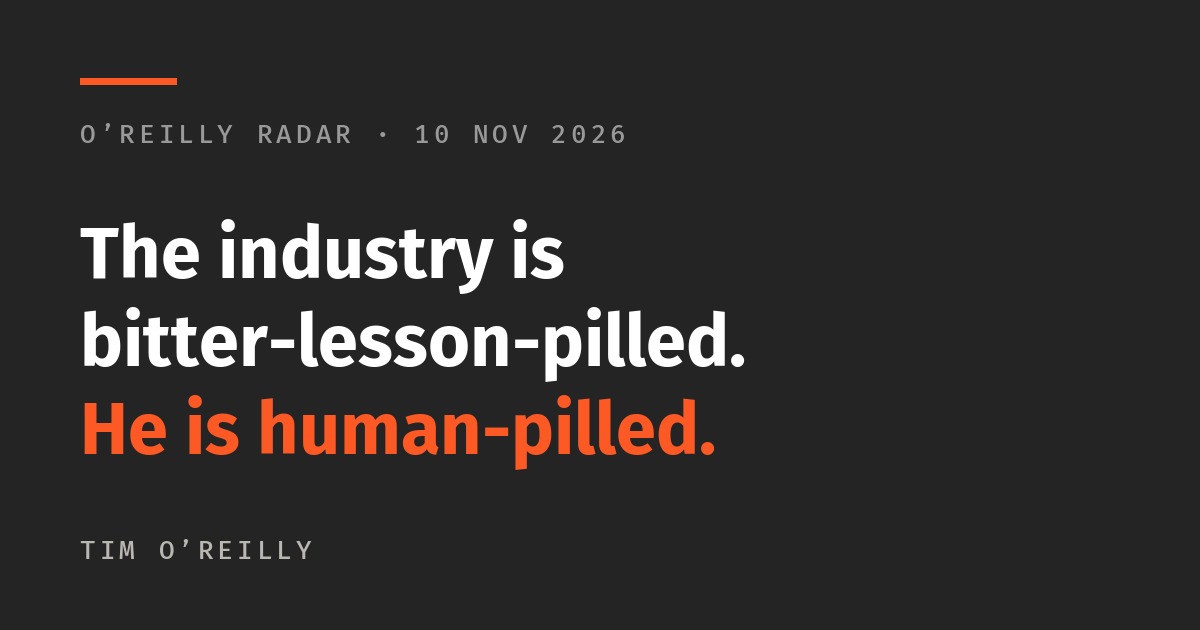 O’REILLY RADAR · 10 NOV 2026
The industry is
bitter-lesson-pilled.
He is human-pilled.
TIM O’REILLY